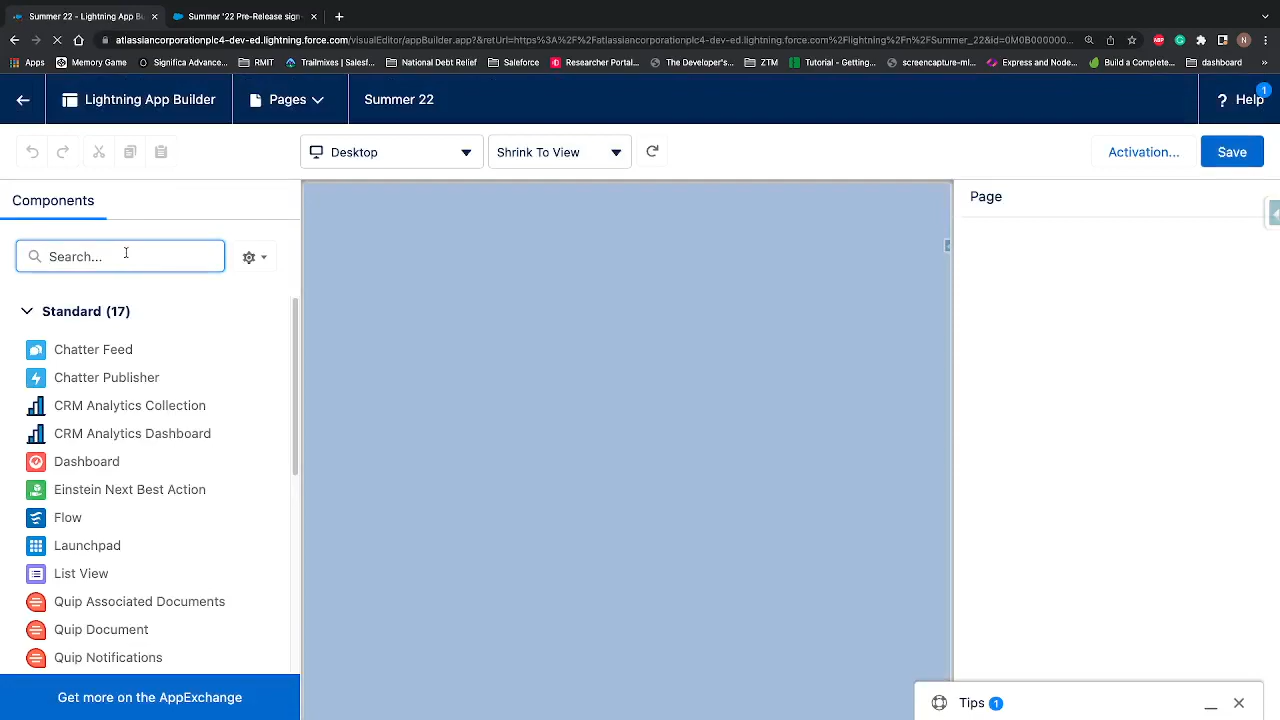 Summer 22 - Lightning App Bu
Summer '22 Pre-Release sign
atlassiancorporationplc4-dev-ed.lightning.force.com/visualEditor/appBuilder.app?&retUrl=https%3A%2F%2Fatlassiancorporationplc4-dev-ed.lightning.force.com%2Flightning%2Fn%2FSummer_22&id=0M0B000000...
N
Apps
Memory Game
Significa Advance...
RMIT
Trailmixes | Salesf...
National Debt Relief
Salesforce
Researcher Portal...
The Developer's...
ZTM
Tutorial - Getting...
screencapture-ml...
Express and Node...
Build a Complete...
dashboard
Lightning App Builder
Pages
Summer 22
? Help
1
Desktop
Shrink To View
Activation...
Save
Components
Page
Search...
Standard (17)
Chatter Feed
Chatter Publisher
CRM Analytics Collection
CRM Analytics Dashboard
Dashboard
Einstein Next Best Action
Flow
Launchpad
List View
Quip Associated Documents
Quip Document
Quip Notifications
Get more on the AppExchange
Tips 1